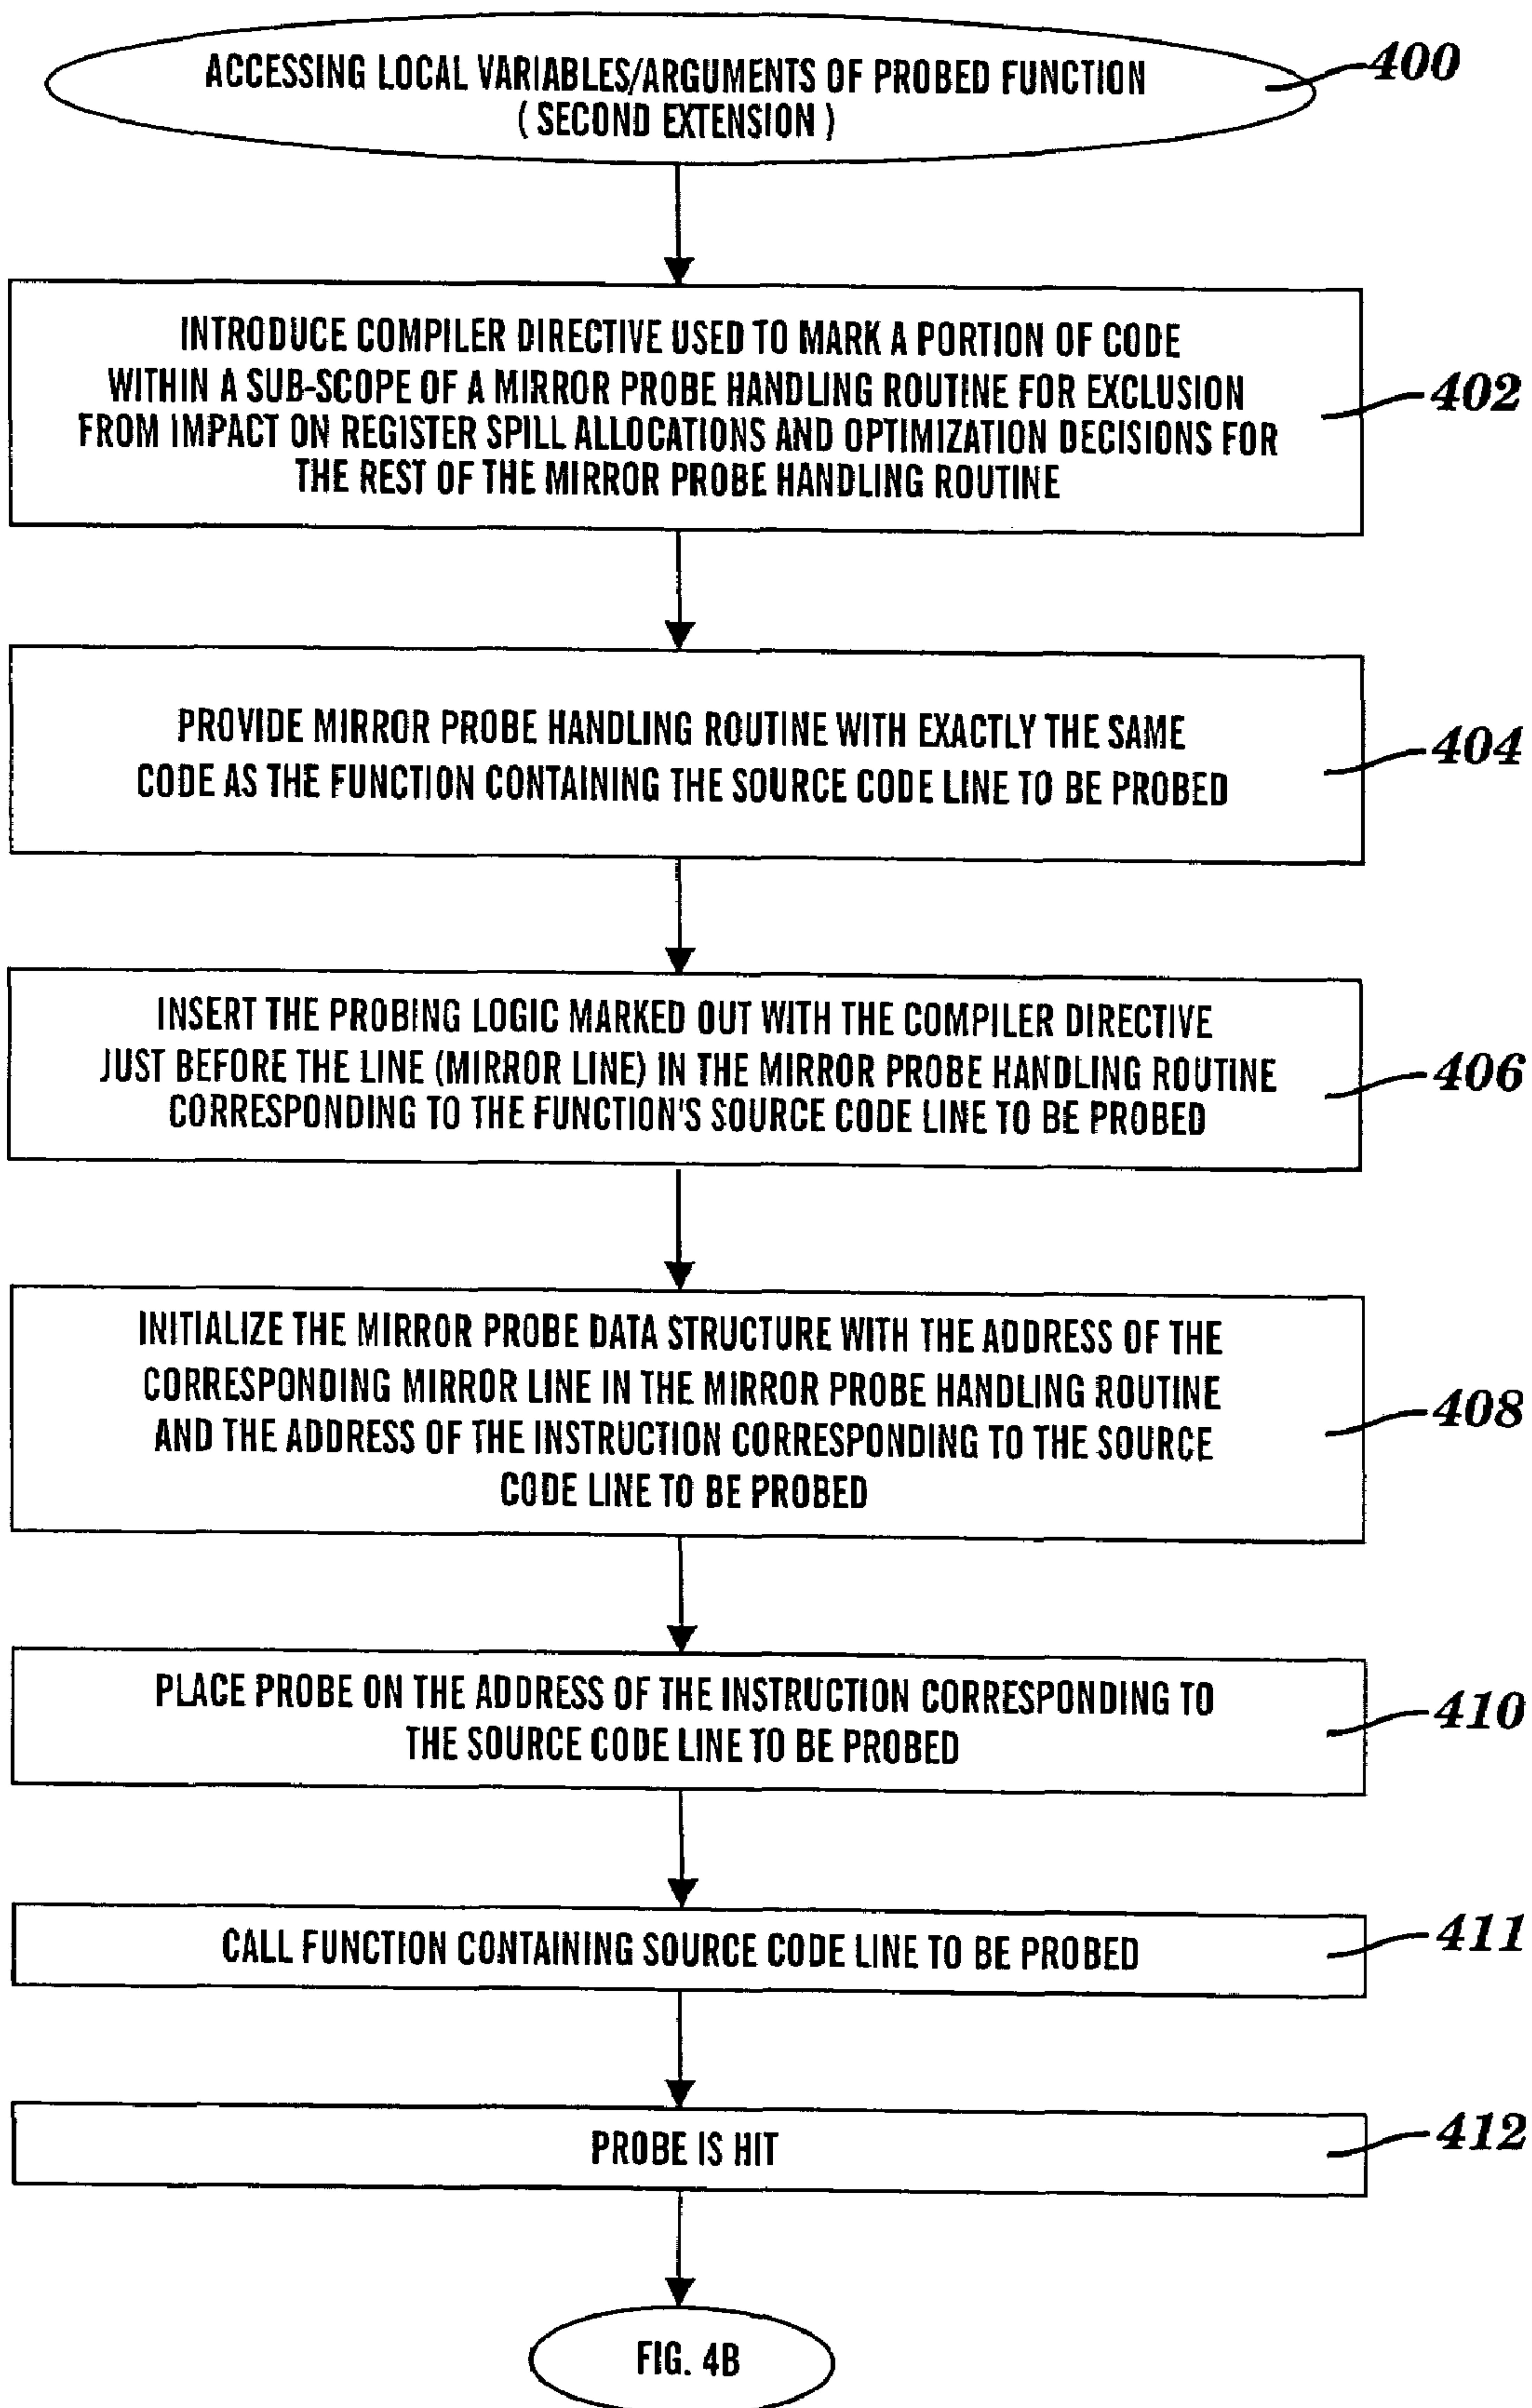 ACCESSING LOCAL VARIABLES/ARGUMENTS OF PROBED FUNCTION
( SECOND EXTENSION )
400
INTRODUCE COMPILER DIRECTIVE USED TO MARK A PORTION OF CODE
WITHIN A SUB-SCOPE OF A MIRROR PROBE HANDLING ROUTINE FOR EXCLUSION
FROM IMPACT ON REGISTER SPILL ALLOCATIONS AND OPTIMIZATION DECISIONS FOR
THE REST OF THE MIRROR PROBE HANDLING ROUTINE
402
PROVIDE MIRROR PROBE HANDLING ROUTINE WITH EXACTLY THE SAME
CODE AS THE FUNCTION CONTAINING THE SOURCE CODE LINE TO BE PROBED
404
INSERT THE PROBING LOGIC MARKED OUT WITH THE COMPILER DIRECTIVE
JUST BEFORE THE LINE (MIRROR LINE) IN THE MIRROR PROBE HANDLING ROUTINE
CORRESPONDING TO THE FUNCTION'S SOURCE CODE LINE TO BE PROBED
406
INITIALIZE THE MIRROR PROBE DATA STRUCTURE WITH THE ADDRESS OF THE
CORRESPONDING MIRROR LINE IN THE MIRROR PROBE HANDLING ROUTINE
AND THE ADDRESS OF THE INSTRUCTION CORRESPONDING TO THE SOURCE
CODE LINE TO BE PROBED
408
PLACE PROBE ON THE ADDRESS OF THE INSTRUCTION CORRESPONDING TO
THE SOURCE CODE LINE TO BE PROBED
410
CALL FUNCTION CONTAINING SOURCE CODE LINE TO BE PROBED
411
PROBE IS HIT
412
FIG. 4B